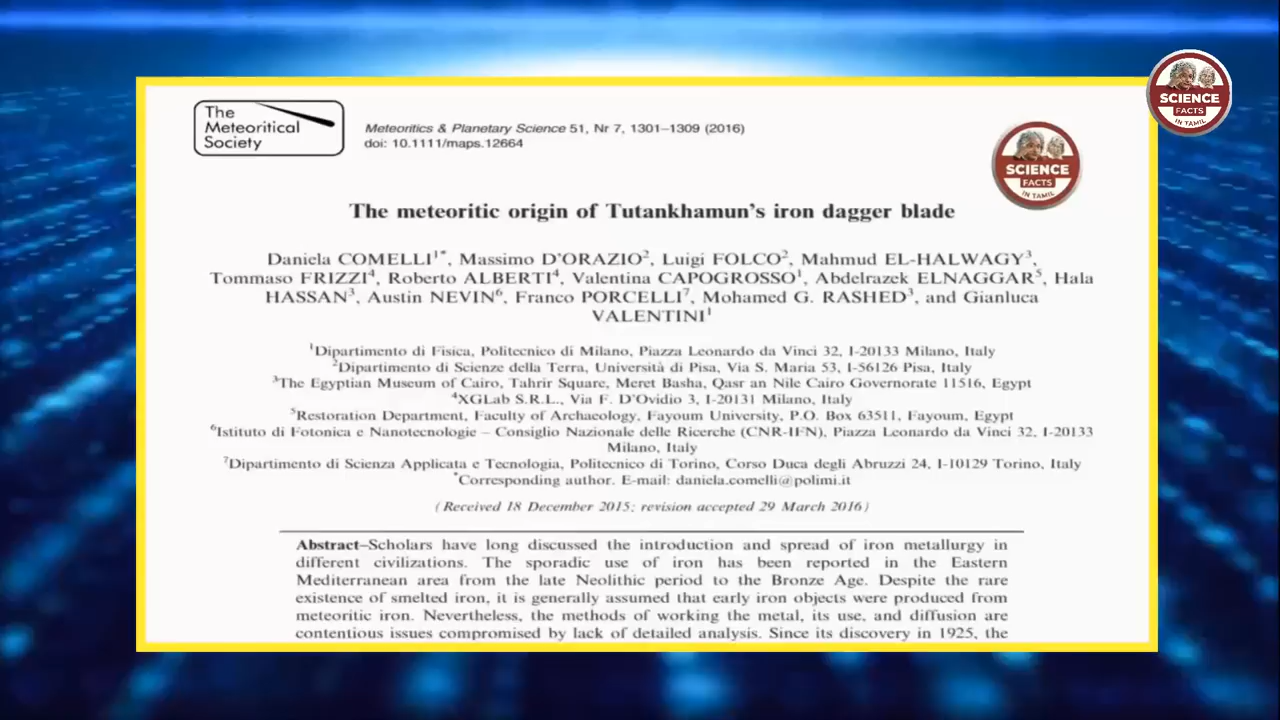 The
Meteoritical
Society
Meteoritics & Planetary Science 51, Nr 7, 1301–1309 (2016)
doi: 10.1111/maps.12664
SCIENCE
FACTS
IN TAMIL
SCIENCE
FACTS
IN TAMIL
The meteoritic origin of Tutankhamun's iron dagger blade
Daniela COMELLI¹*, Massimo D'ORAZIO², Luigi FOLCO², Mahmud EL-HALWAGY³,
Tommaso FRIZZI⁴, Roberto ALBERTI⁴, Valentina CAPOGROSSO¹, Abdelrazek ELNAGGAR⁵, Hala
HASSAN³, Austin NEVIN⁶, Franco PORCELLI⁷, Mohamed G. RASHED³, and Gianluca
VALENTINI¹
¹Dipartimento di Fisica, Politecnico di Milano, Piazza Leonardo da Vinci 32, I-20133 Milano, Italy
²Dipartimento di Scienze della Terra, Università di Pisa, Via S. Maria 53, I-56126 Pisa, Italy
³The Egyptian Museum of Cairo, Tahrir Square, Meret Basha, Qasr an Nile Cairo Governorate 11516, Egypt
⁴XGLab S.R.L., Via F. D'Ovidio 3, I-20131 Milano, Italy
⁵Restoration Department, Faculty of Archaeology, Fayoum University, P.O. Box 63511, Fayoum, Egypt
⁶Istituto di Fotonica e Nanotecnologie – Consiglio Nazionale delle Ricerche (CNR-IFN), Piazza Leonardo da Vinci 32, I-20133
Milano, Italy
⁷Dipartimento di Scienza Applicata e Tecnologia, Politecnico di Torino, Corso Duca degli Abruzzi 24, I-10129 Torino, Italy
*Corresponding author. E-mail: daniela.comelli@polimi.it
(Received 18 December 2015; revision accepted 29 March 2016)
Abstract–Scholars have long discussed the introduction and spread of iron metallurgy in
different civilizations. The sporadic use of iron has been reported in the Eastern
Mediterranean area from the late Neolithic period to the Bronze Age. Despite the rare
existence of smelted iron, it is generally assumed that early iron objects were produced from
meteoritic iron. Nevertheless, the methods of working the metal, its use, and diffusion are
contentious issues compromised by lack of detailed analysis. Since its discovery in 1925, the